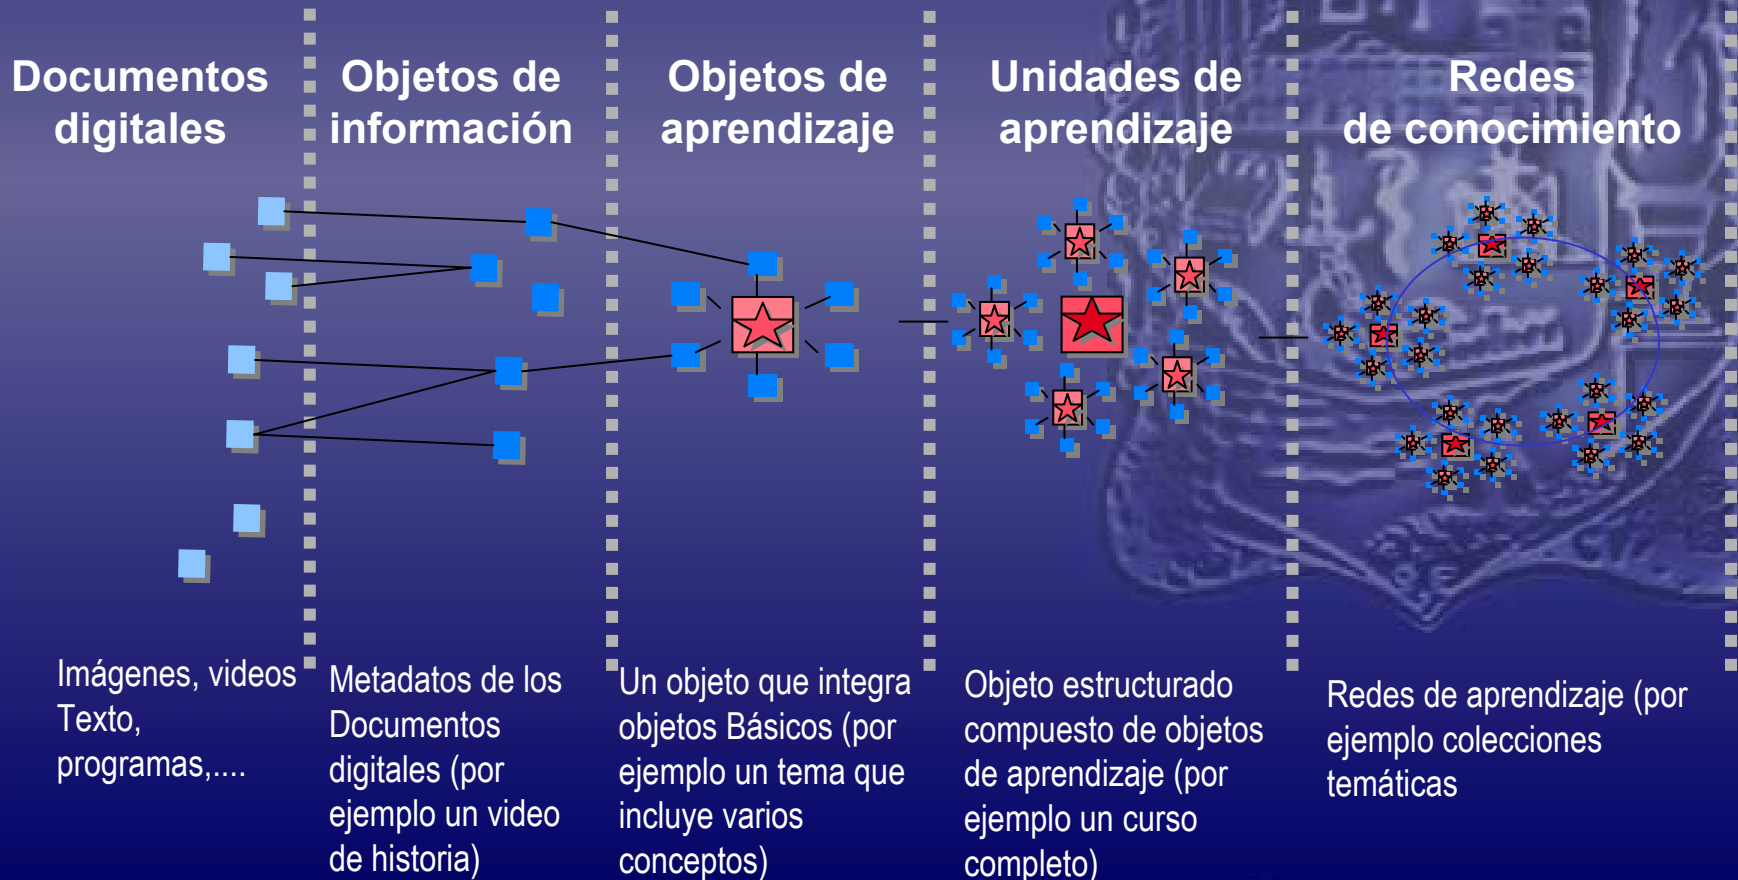 Documentos
digitales
Objetos de
información
Objetos de
aprendizaje
Unidades de
aprendizaje
Redes
de conocimiento
Imágenes, videos
Texto,
programas,....
Metadatos de los
Documentos
digitales (por
ejemplo un video
de historia)
Un objeto que integra
objetos Básicos (por
ejemplo un tema que
incluye varios
conceptos)
Objeto estructurado
compuesto de objetos
de aprendizaje (por
ejemplo un curso
completo)
Redes de aprendizaje (por
ejemplo colecciones
temáticas